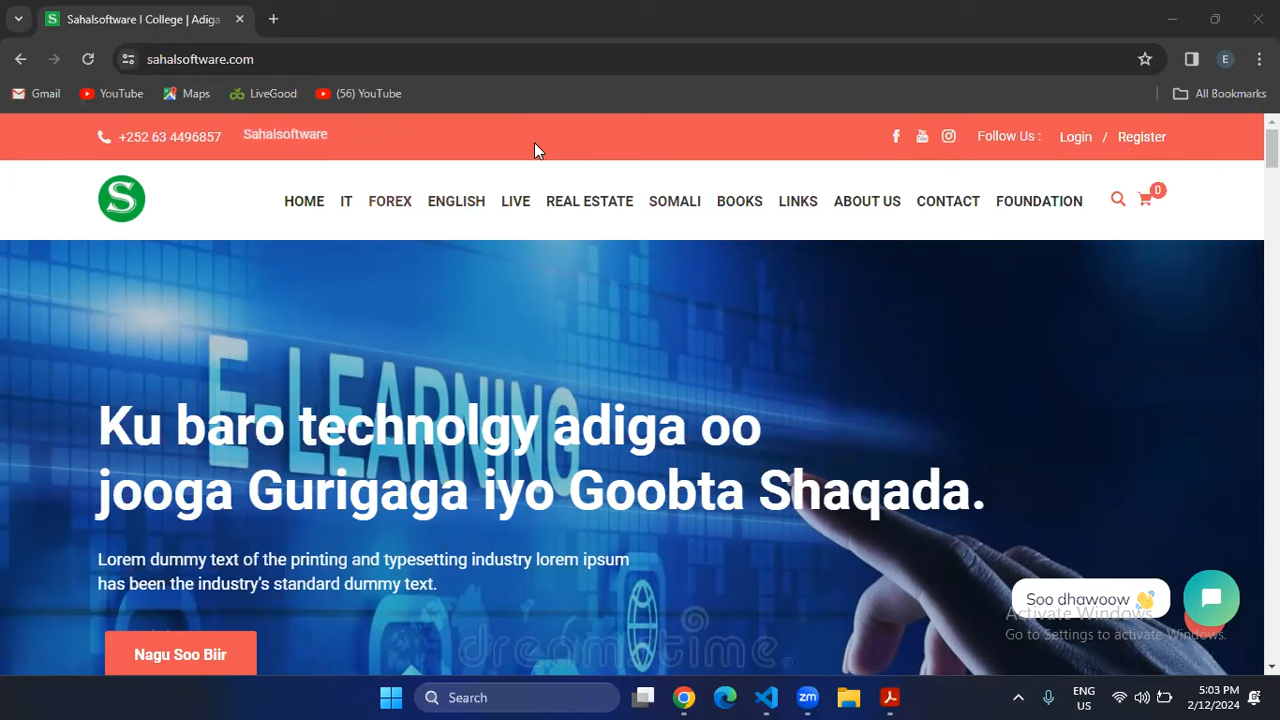 Sahalsoftware I College | Adiga
sahalsoftware.com
E
Gmail YouTube Maps LiveGood (56) YouTube All Bookmarks
+252 63 4496857 Sahalsoftware Follow Us : Login / Register
S HOME IT FOREX ENGLISH LIVE REAL ESTATE SOMALI BOOKS LINKS ABOUT US CONTACT FOUNDATION 0
E-LEARNING
Ku baro technolgy adiga oo
jooga Gurigaga iyo Goobta Shaqada.
Lorem dummy text of the printing and typesetting industry lorem ipsum
has been the industry's standard dummy text.
Soo dhawoow 👋
Activate Windows
Go to Settings to activate Windows.
dreamstime
Nagu Soo Biir
Search zm ENG
US 5:03 PM
2/12/2024